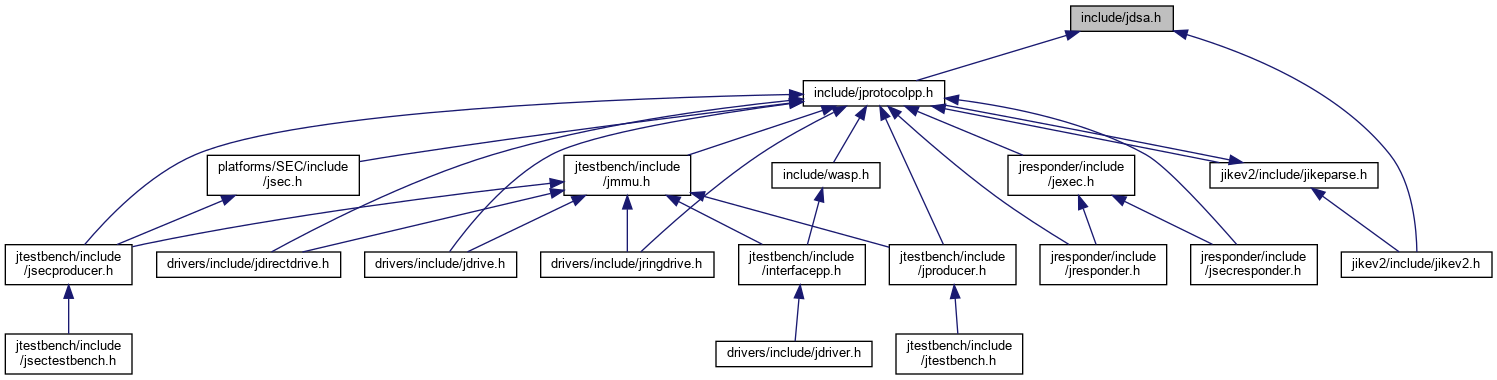 include/jdsa.h
include/jprotocolpp.h
platforms/SEC/include
/jsec.h
jtestbench/include
/jmmu.h
include/wasp.h
jresponder/include
/jexec.h
jikev2/include/jikeparse.h
jtestbench/include
/jsecproducer.h
drivers/include/jdirectdrive.h
drivers/include/jdrive.h
drivers/include/jringdrive.h
jtestbench/include
/interfacepp.h
jtestbench/include
/jproducer.h
jresponder/include
/jresponder.h
jresponder/include
/jsecresponder.h
jikev2/include/jikev2.h
jtestbench/include
/jsectestbench.h
drivers/include/jdriver.h
jtestbench/include
/jtestbench.h